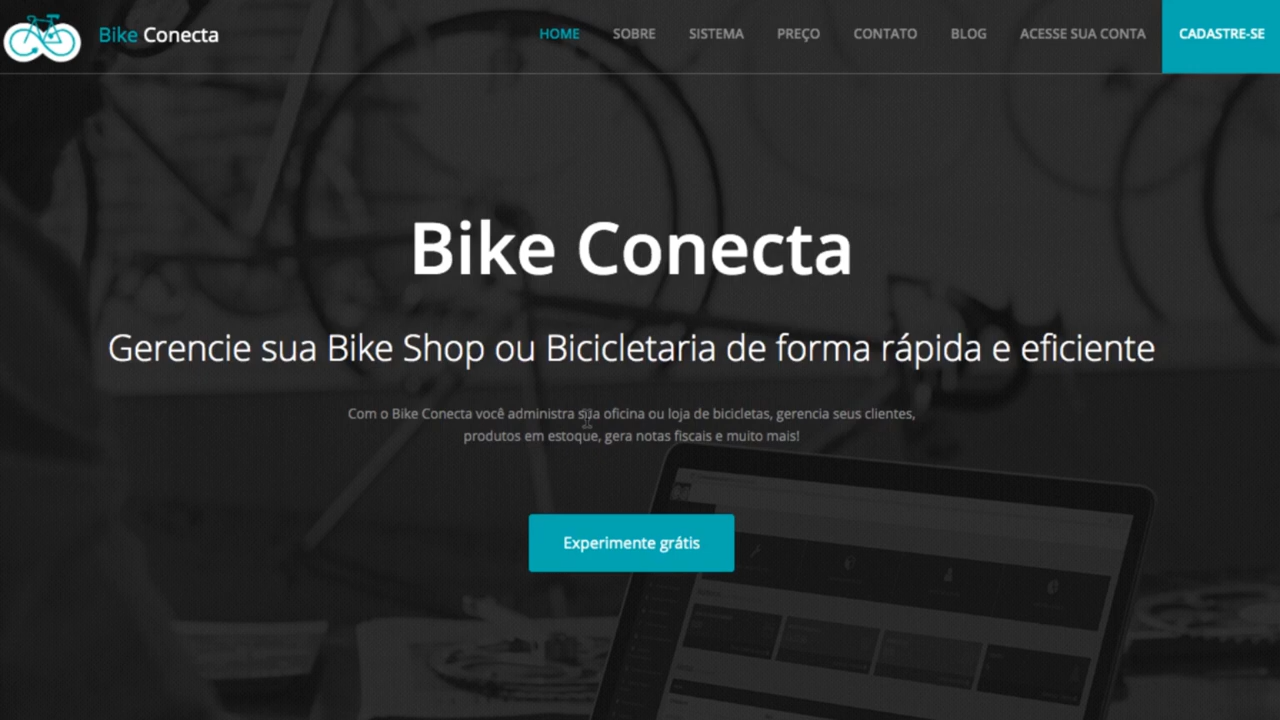 Bike Conecta
HOME
SOBRE
SISTEMA
PREÇO
CONTATO
BLOG
ACESSE SUA CONTA
CADASTRE-SE
Bike Conecta
Gerencie sua Bike Shop ou Bicicletaria de forma rápida e eficiente
Com o Bike Conecta você administra sua oficina ou loja de bicicletas, gerencia seus clientes,
produtos em estoque, gera notas fiscais e muito mais!
Experimente grátis